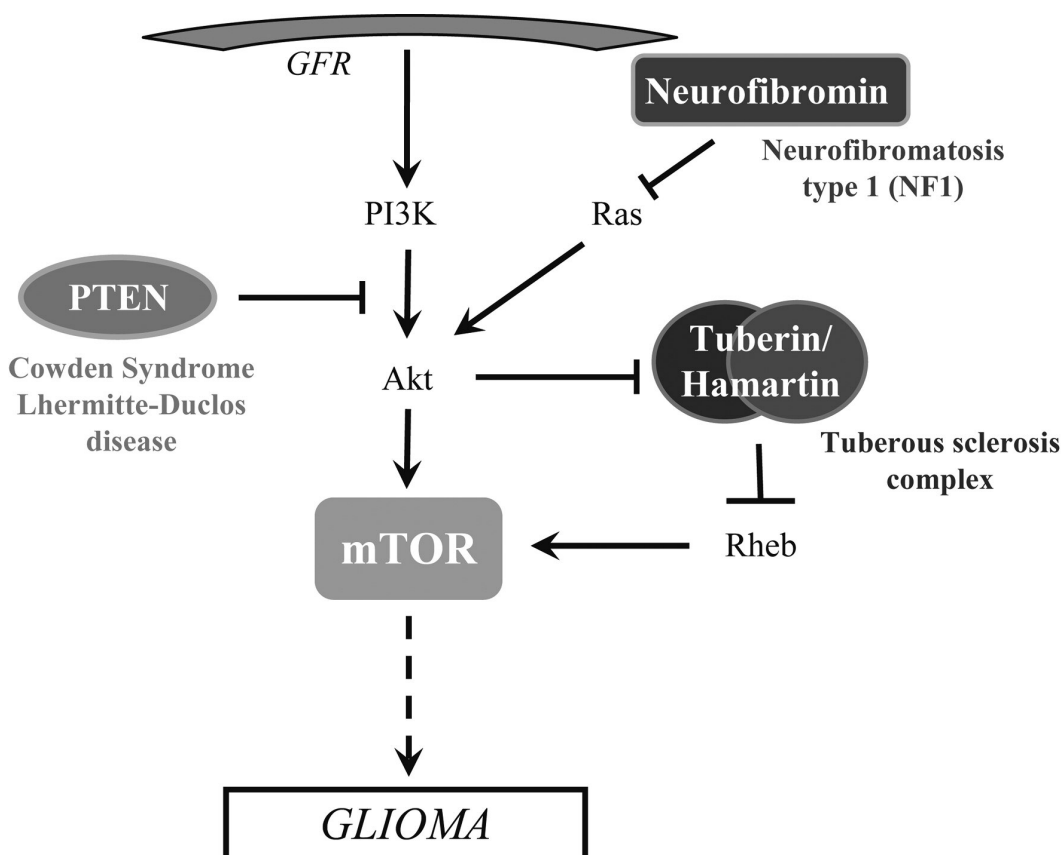 GFR
Neurofibromin
Neurofibromatosis
type 1 (NF1)
PI3K
Ras
PTEN
Cowden Syndrome
Lhermitte-Duclos
disease
Akt
Tuberin/
Hamartin
Tuberous sclerosis
complex
mTOR
Rheb
GLIOMA